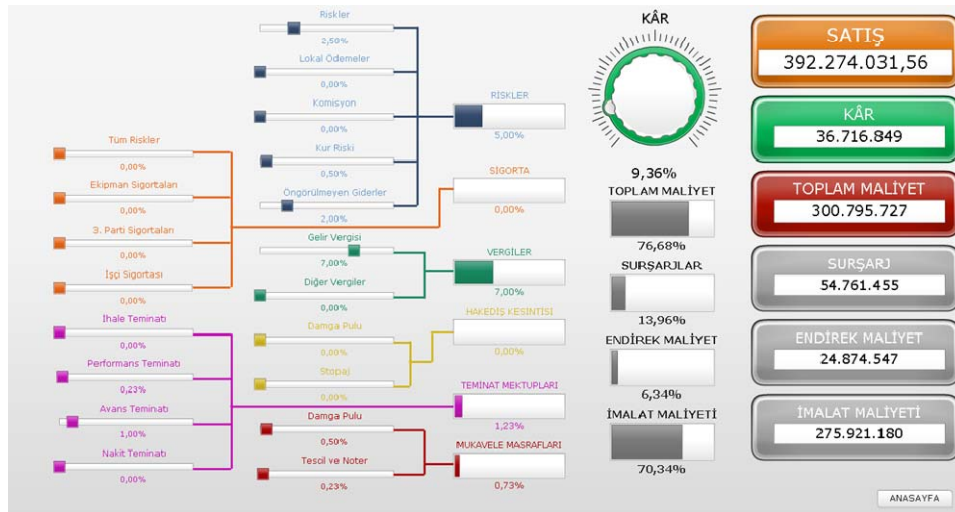 Riskler
2,50%
Lokal Ödemeler
0,00%
Komisyon
0,00%
Kur Riski
0,50%
Öngörülmeyen Giderler
2,00%
RİSKLER
5,00%
Tüm Riskler
0,00%
Ekipman Sigortaları
0,00%
3. Parti Sigortaları
0,00%
İşçi Sigortası
0,00%
SİGORTA
0,00%
Gelir Vergisi
7,00%
Diğer Vergiler
0,00%
VERGİLER
7,00%
Damga Pulu
0,00%
Stopaj
0,00%
HAKEDİŞ KESİNTİSİ
0,00%
İhale Teminatı
0,00%
Performans Teminatı
0,23%
Avans Teminatı
1,00%
Nakit Teminatı
0,00%
TEMİNAT MEKTUPLARI
1,23%
Damga Pulu
0,50%
Tescil ve Noter
0,23%
MUKAVELE MASRAFLARI
0,73%
KÂR
9,36%
TOPLAM MALİYET
76,68%
SURŞARJLAR
13,96%
ENDİREK MALİYET
6,34%
İMALAT MALİYETİ
70,34%
SATIŞ
392.274.031,56
KÂR
36.716.849
TOPLAM MALİYET
300.795.727
SURŞARJ
54.761.455
ENDİREK MALİYET
24.874.547
İMALAT MALİYETİ
275.921.180
ANASAYFA